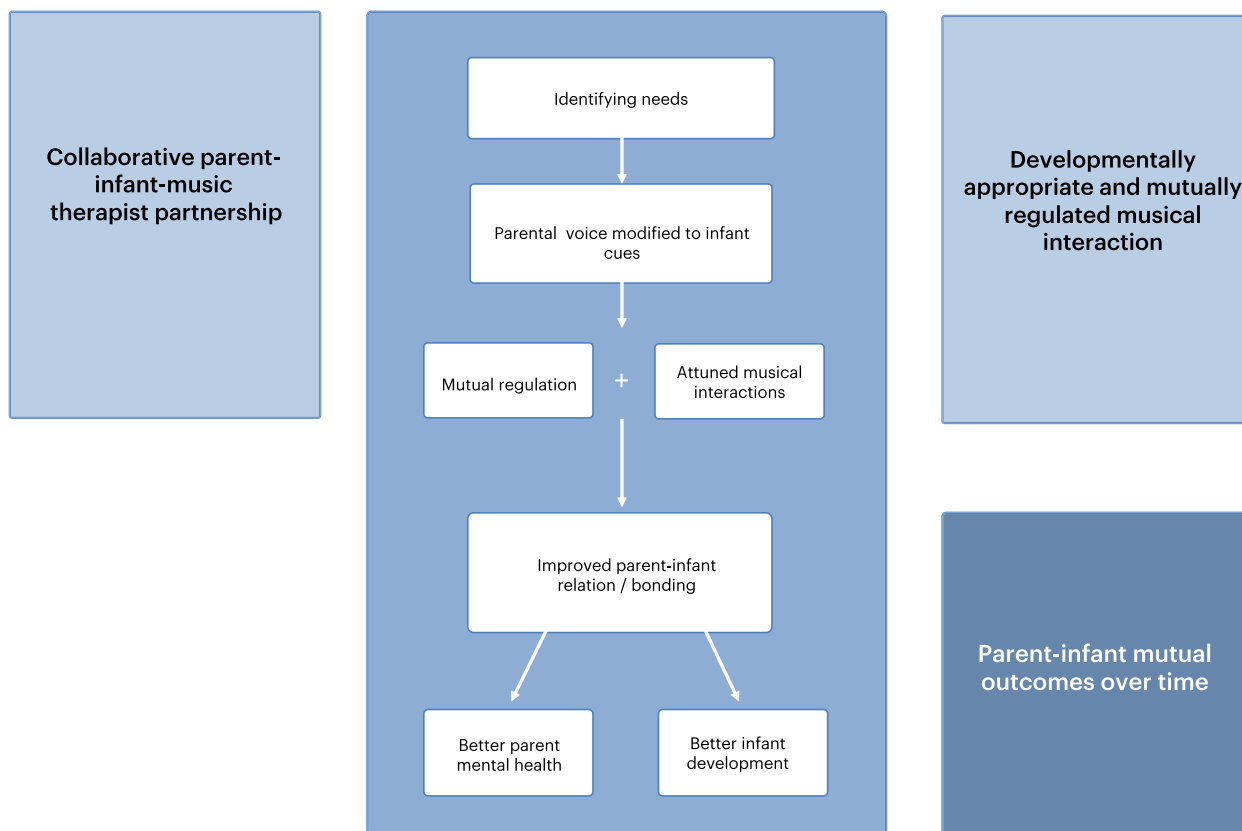 Collaborative parent-
infant-music
therapist partnership
Identifying needs
Parental  voice modified to infant
cues
Mutual regulation
+
Attuned musical
interactions
Improved parent-infant
relation / bonding
Better parent
mental health
Better infant
development
Developmentally
appropriate and mutually
regulated musical
interaction
Parent-infant mutual
outcomes over time